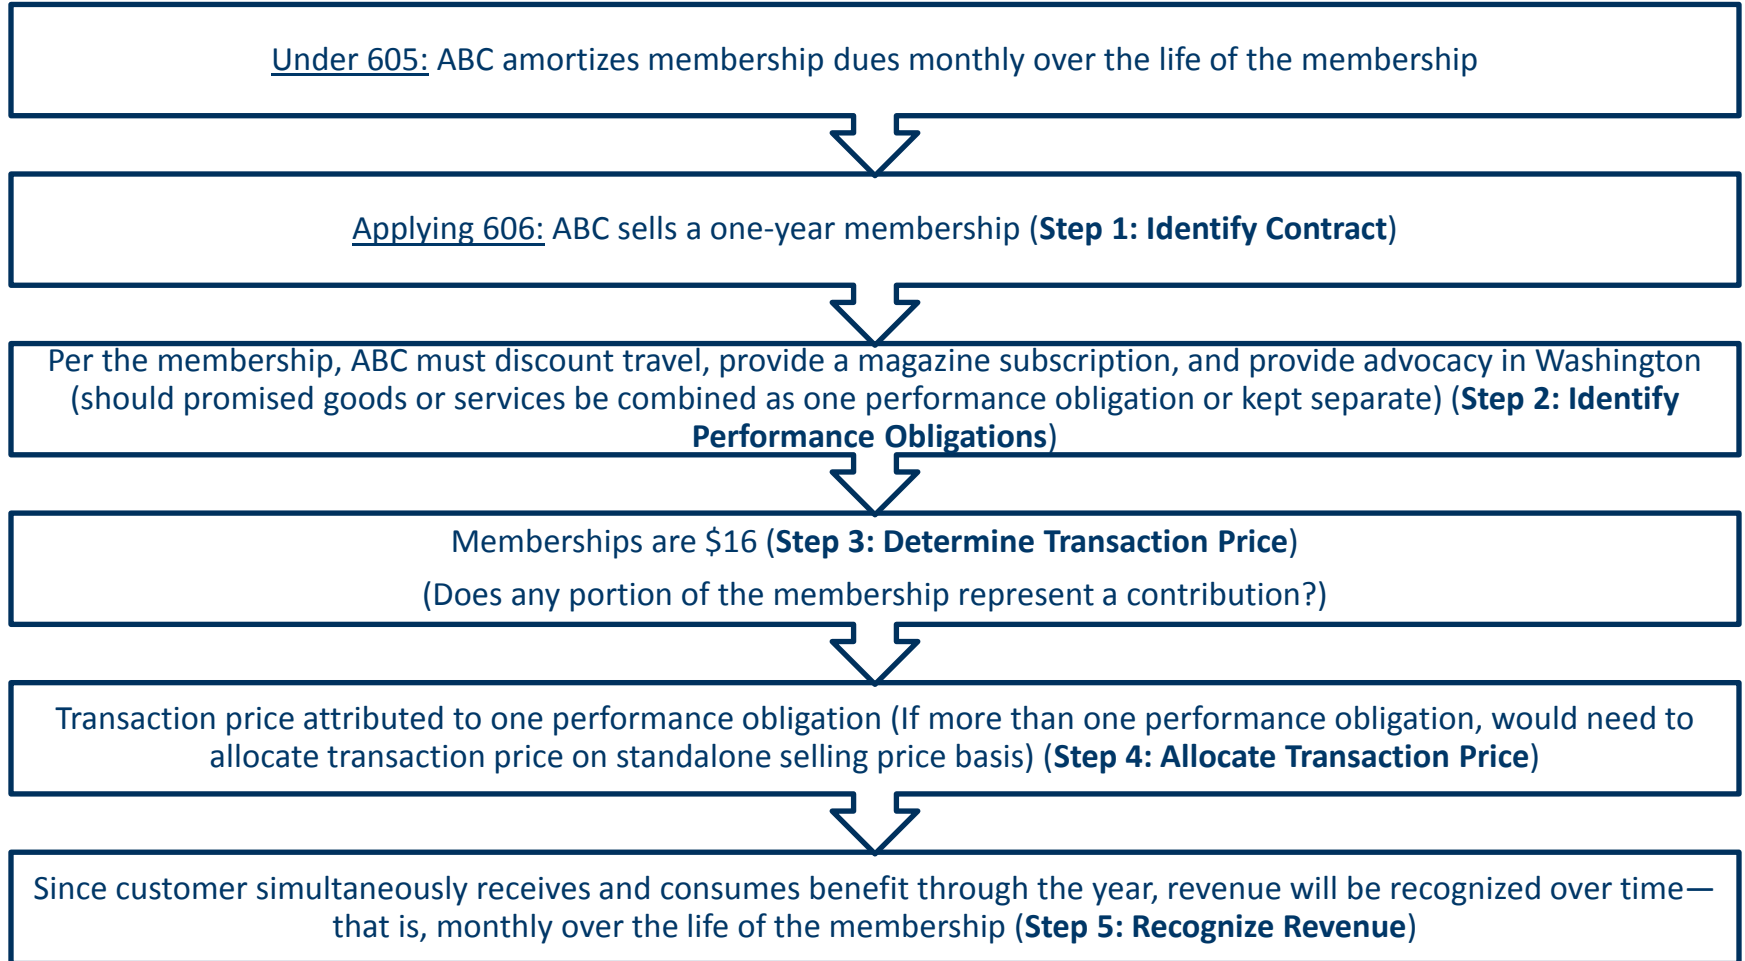 Under 605: ABC amortizes membership dues monthly over the life of the membership
Applying 606: ABC sells a one-year membership (Step 1: Identify Contract)
Per the membership, ABC must discount travel, provide a magazine subscription, and provide advocacy in Washington
(should promised goods or services be combined as one performance obligation or kept separate) (Step 2: Identify
Performance Obligations)
Memberships are $16 (Step 3: Determine Transaction Price)
(Does any portion of the membership represent a contribution?)
Transaction price attributed to one performance obligation (If more than one performance obligation, would need to
allocate transaction price on standalone selling price basis) (Step 4: Allocate Transaction Price)
Since customer simultaneously receives and consumes benefit through the year, revenue will be recognized over time—
that is, monthly over the life of the membership (Step 5: Recognize Revenue)